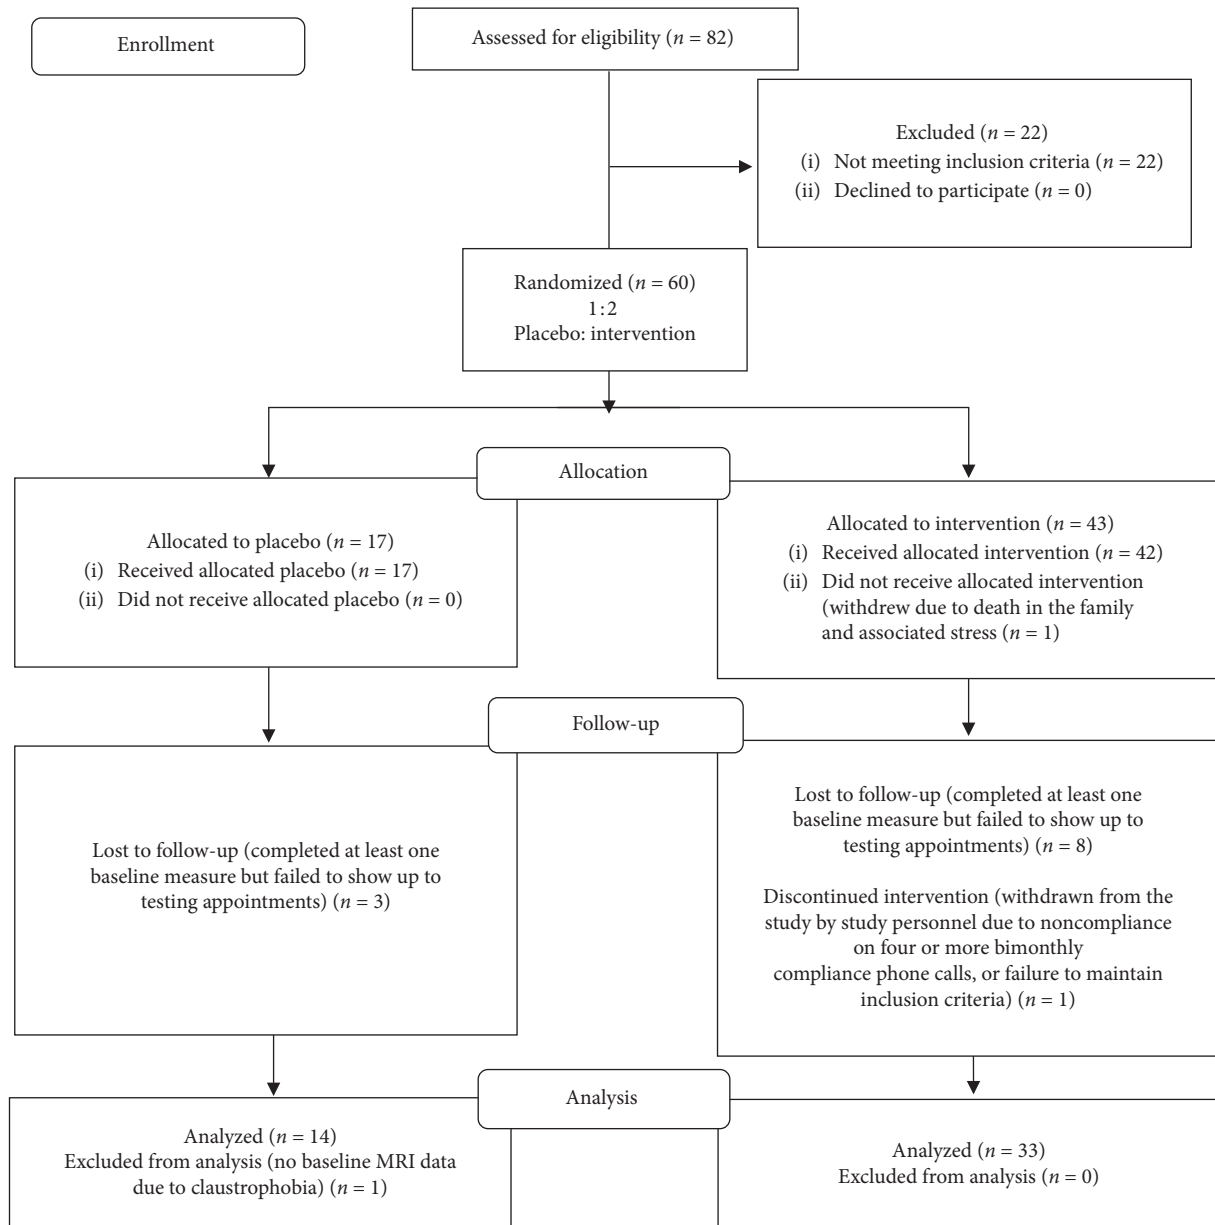 Enrollment
Assessed for eligibility (n = 82)
Excluded (n = 22)
(i) Not meeting inclusion criteria (n = 22)
(ii) Declined to participate (n = 0)
Randomized (n = 60)
1:2
Placebo: intervention
Allocation
Allocated to placebo (n = 17)
(i) Received allocated placebo (n = 17)
(ii) Did not receive allocated placebo (n = 0)
Allocated to intervention (n = 43)
(i) Received allocated intervention (n = 42)
(ii) Did not receive allocated intervention
(withdrew due to death in the family
and associated stress (n = 1)
Follow-up
Lost to follow-up (completed at least one
baseline measure but failed to show up to
testing appointments) (n = 3)
Lost to follow-up (completed at least one
baseline measure but failed to show up to
testing appointments) (n = 8)
Discontinued intervention (withdrawn from the
study by study personnel due to noncompliance
on four or more bimonthly
compliance phone calls, or failure to maintain
inclusion criteria) (n = 1)
Analysis
Analyzed (n = 14)
Excluded from analysis (no baseline MRI data
due to claustrophobia) (n = 1)
Analyzed (n = 33)
Excluded from analysis (n = 0)